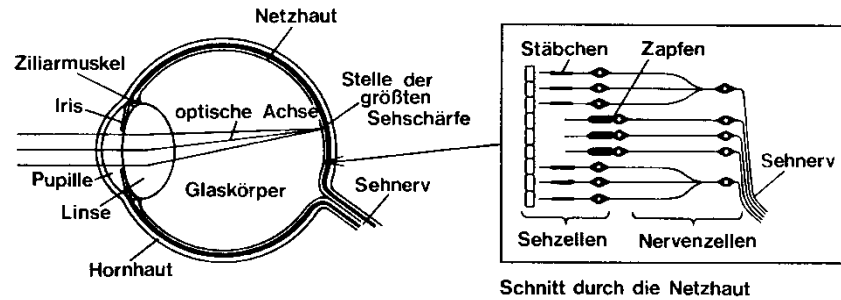 Netzhaut
Ziliarmuskel
Iris
optische Achse
Stelle der
größten
Sehschärfe
Pupille
Linse
Glaskörper
Sehnerv
Hornhaut
Stäbchen
Zapfen
Sehnerv
Sehzellen
Nervenzellen
Schnitt durch die Netzhaut